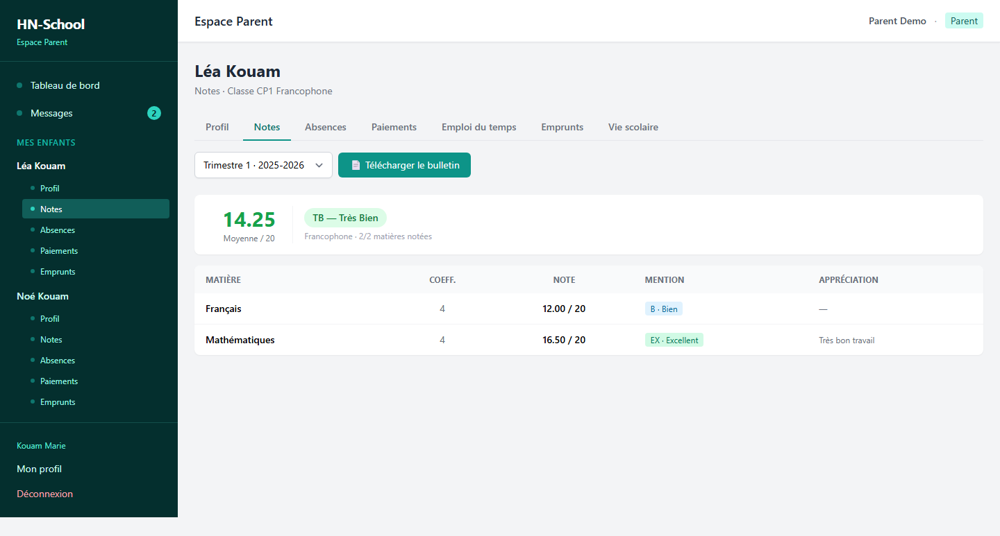 HN-School
Espace Parent
Tableau de bord
Messages 2
MES ENFANTS
Léa Kouam
Profil
Notes
Absences
Paiements
Emprunts
Noé Kouam
Profil
Notes
Absences
Paiements
Emprunts
Kouam Marie
Mon profil
Déconnexion
Espace Parent
Parent Demo · Parent
Léa Kouam
Notes · Classe CP1 Francophone
Profil Notes Absences Paiements Emploi du temps Emprunts Vie scolaire
Trimestre 1 · 2025-2026 Télécharger le bulletin
14.25
Moyenne / 20
TB — Très Bien
Francophone · 2/2 matières notées
MATIÈRE COEFF. NOTE MENTION APPRÉCIATION
Français 4 12.00 / 20 B · Bien —
Mathématiques 4 16.50 / 20 EX · Excellent Très bon travail